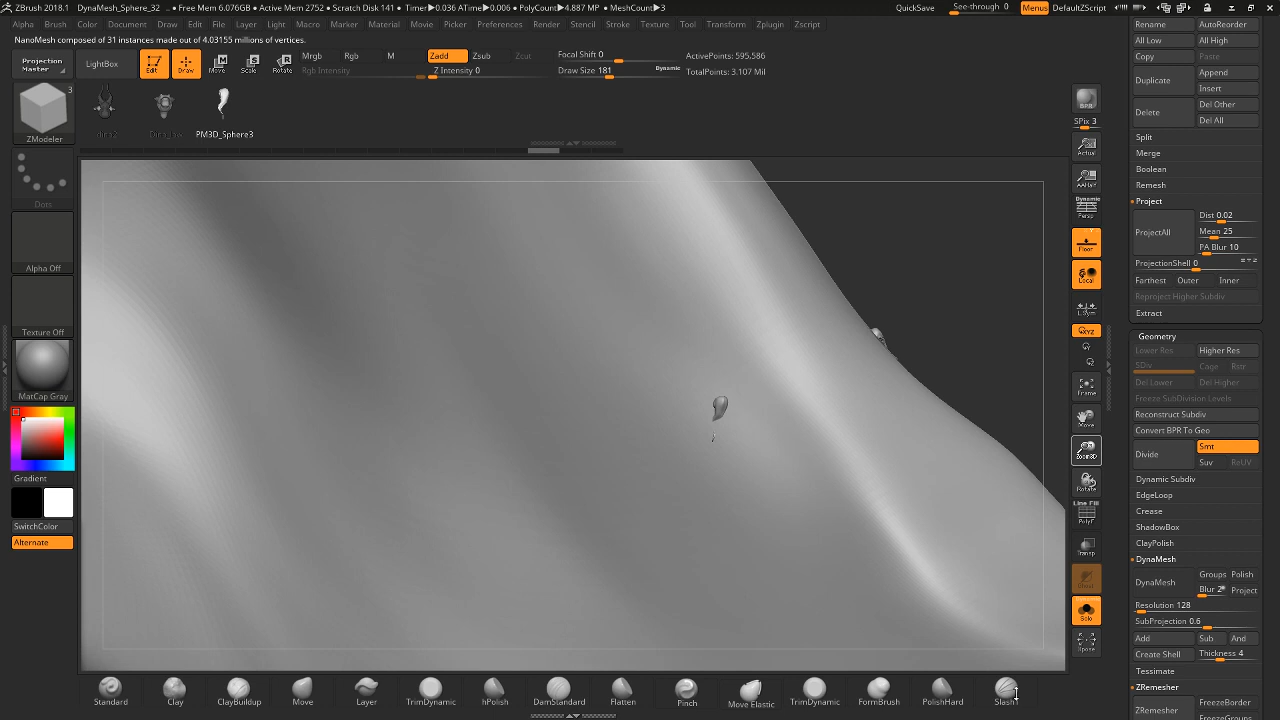 ZBrush 2018.1 DynaMesh_Sphere_32 • Free Mem 6.076GB • Active Mem 2752 • Scratch Disk 141 • Timer▶0.036 ATime▶0.006 • PolyCount▶4.887 MP • MeshCount▶3 QuickSave See-through 0 Menus DefaultZScript
Alpha Brush Color Document Draw Edit File Layer Light Macro Marker Material Movie Picker Preferences Render Stencil Stroke Texture Tool Transform Zplugin Zscript
NanoMesh composed of 31 instances made out of 4.03155 millions of vertices.
Projection Master
LightBox
Edit Draw Move Scale Rotate
Mrgb Rgb M Zadd Zsub Zcut
Rgb Intensity Z Intensity 0
Focal Shift 0
Draw Size 181 Dynamic
ActivePoints: 595,586
TotalPoints: 3.107 Mil
3
ZModeler
PM3D_Sphere3
Dots
Alpha Off
Texture Off
MatCap Gray
Gradient
SwitchColor
Alternate
BPR
SPix 3
Actual
AAHalf
Dynamic
Persp
Floor
Local
L.Sym
Frame
Move
Zoom3D
Rotate
Line Fill
PolyF
Transp
Dynamic
Solo
Xpose
Rename AutoReorder
All Low All High
Copy Paste
Duplicate Append
Insert
Delete Del Other
Del All
Split
Merge
Boolean
Remesh
Project
ProjectAll Dist 0.02
Mean 25
PA Blur 10
ProjectionShell 0
Farthest Outer Inner
Reproject Higher Subdiv
Extract
Geometry
Lower Res Higher Res
SDiv Cage Rstr
Del Lower Del Higher
Freeze SubDivision Levels
Reconstruct Subdiv
Convert BPR To Geo
Divide Smt
Suv ReUV
Dynamic Subdiv
EdgeLoop
Crease
ShadowBox
ClayPolish
DynaMesh
DynaMesh Groups Polish
Blur 2 Project
Resolution 128
SubProjection 0.6
Add Sub And
Create Shell Thickness 4
Tessimate
ZRemesher
ZRemesher FreezeBorder
FreezeGroups
Standard Clay ClayBuildup Move Layer TrimDynamic hPolish DamStandard Flatten Pinch Move Elastic TrimDynamic FormBrush PolishHard Slash1